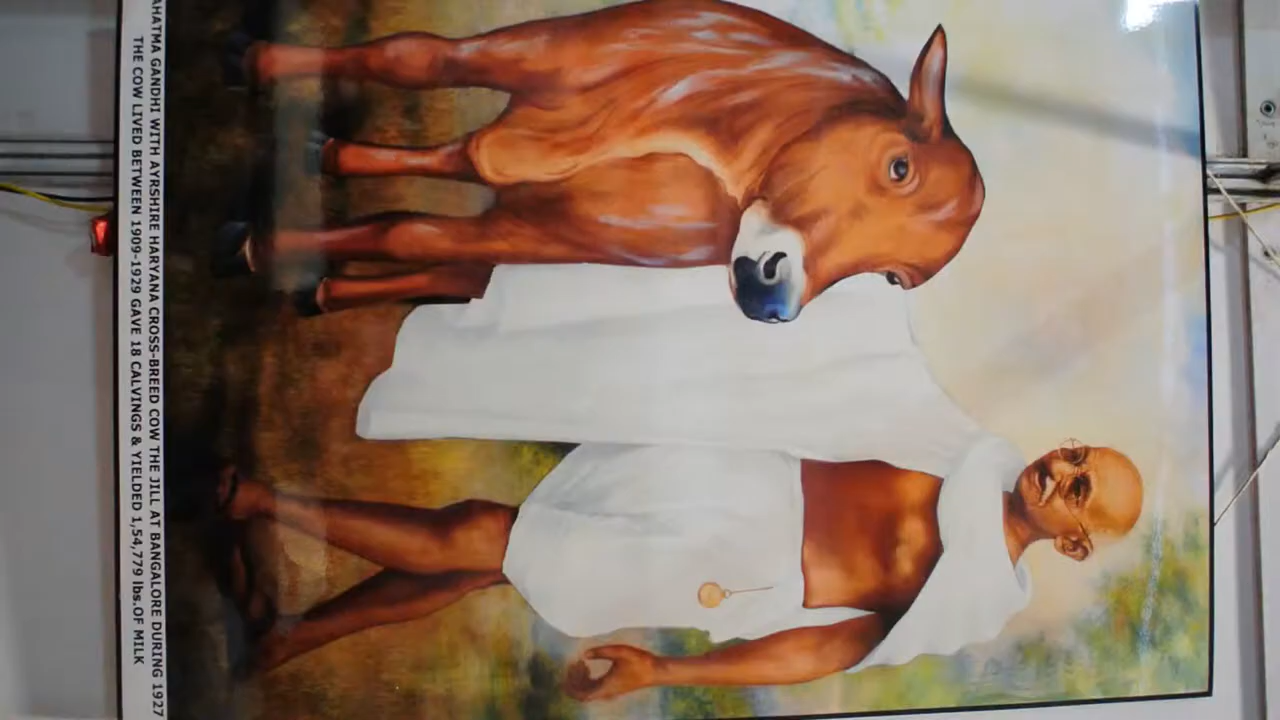 AHATMA GANDHI WITH AYRSHIRE HARYANA CROSS-BREED COW THE JILL AT BANGALORE DURING 1927
THE COW LIVED BETWEEN 1909-1929 GAVE 18 CALVINGS & YIELDED 1,54,779 lbs.OF MILK